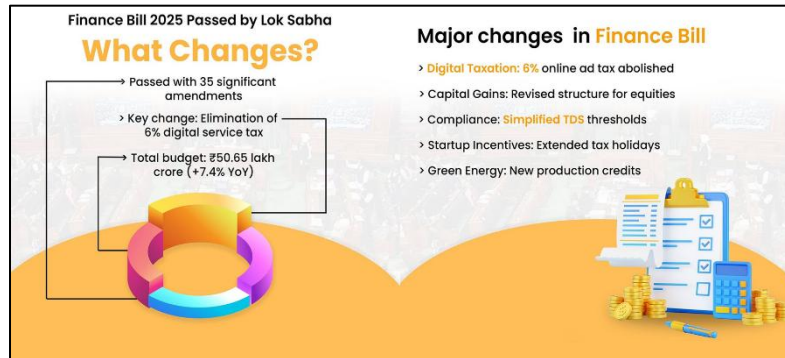 Finance Bill 2025 Passed by Lok Sabha
What Changes?
> Passed with 35 significant
amendments
> Key change: Elimination of
6% digital service tax
> Total budget: ₹50.65 lakh
crore (+7.4% YoY)
Major changes in Finance Bill
> Digital Taxation: 6% online ad tax abolished
> Capital Gains: Revised structure for equities
> Compliance: Simplified TDS thresholds
> Startup Incentives: Extended tax holidays
> Green Energy: New production credits